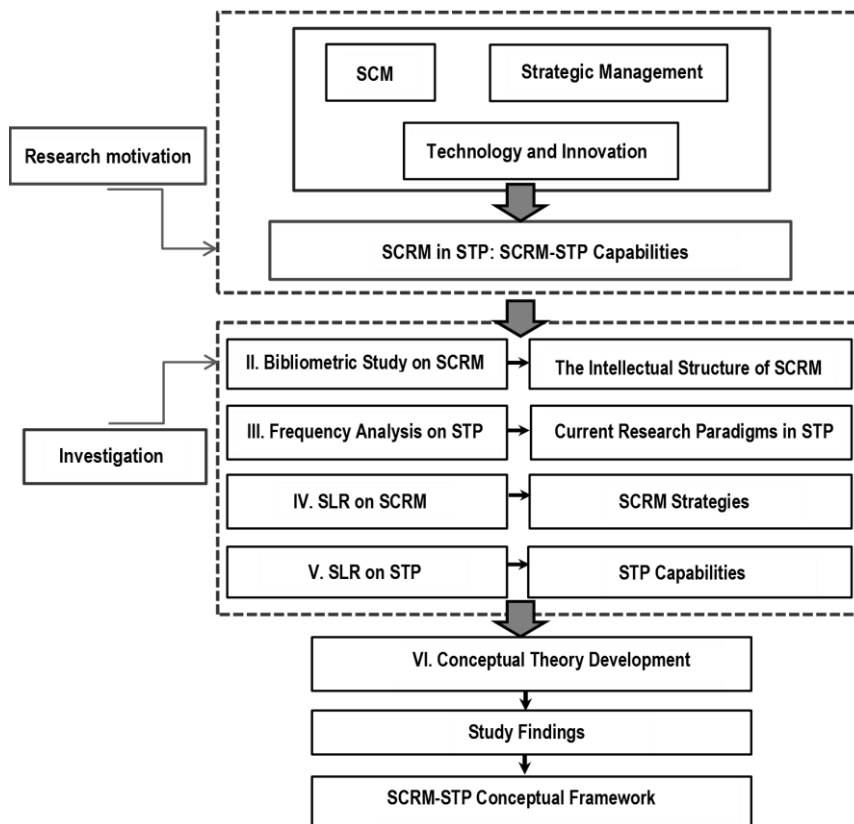 SCM
Strategic Management
Technology and Innovation
Research motivation
SCRM in STP: SCRM-STP Capabilities
II. Bibliometric Study on SCRM
The Intellectual Structure of SCRM
III. Frequency Analysis on STP
Current Research Paradigms in STP
Investigation
IV. SLR on SCRM
SCRM Strategies
V. SLR on STP
STP Capabilities
VI. Conceptual Theory Development
Study Findings
SCRM-STP Conceptual Framework